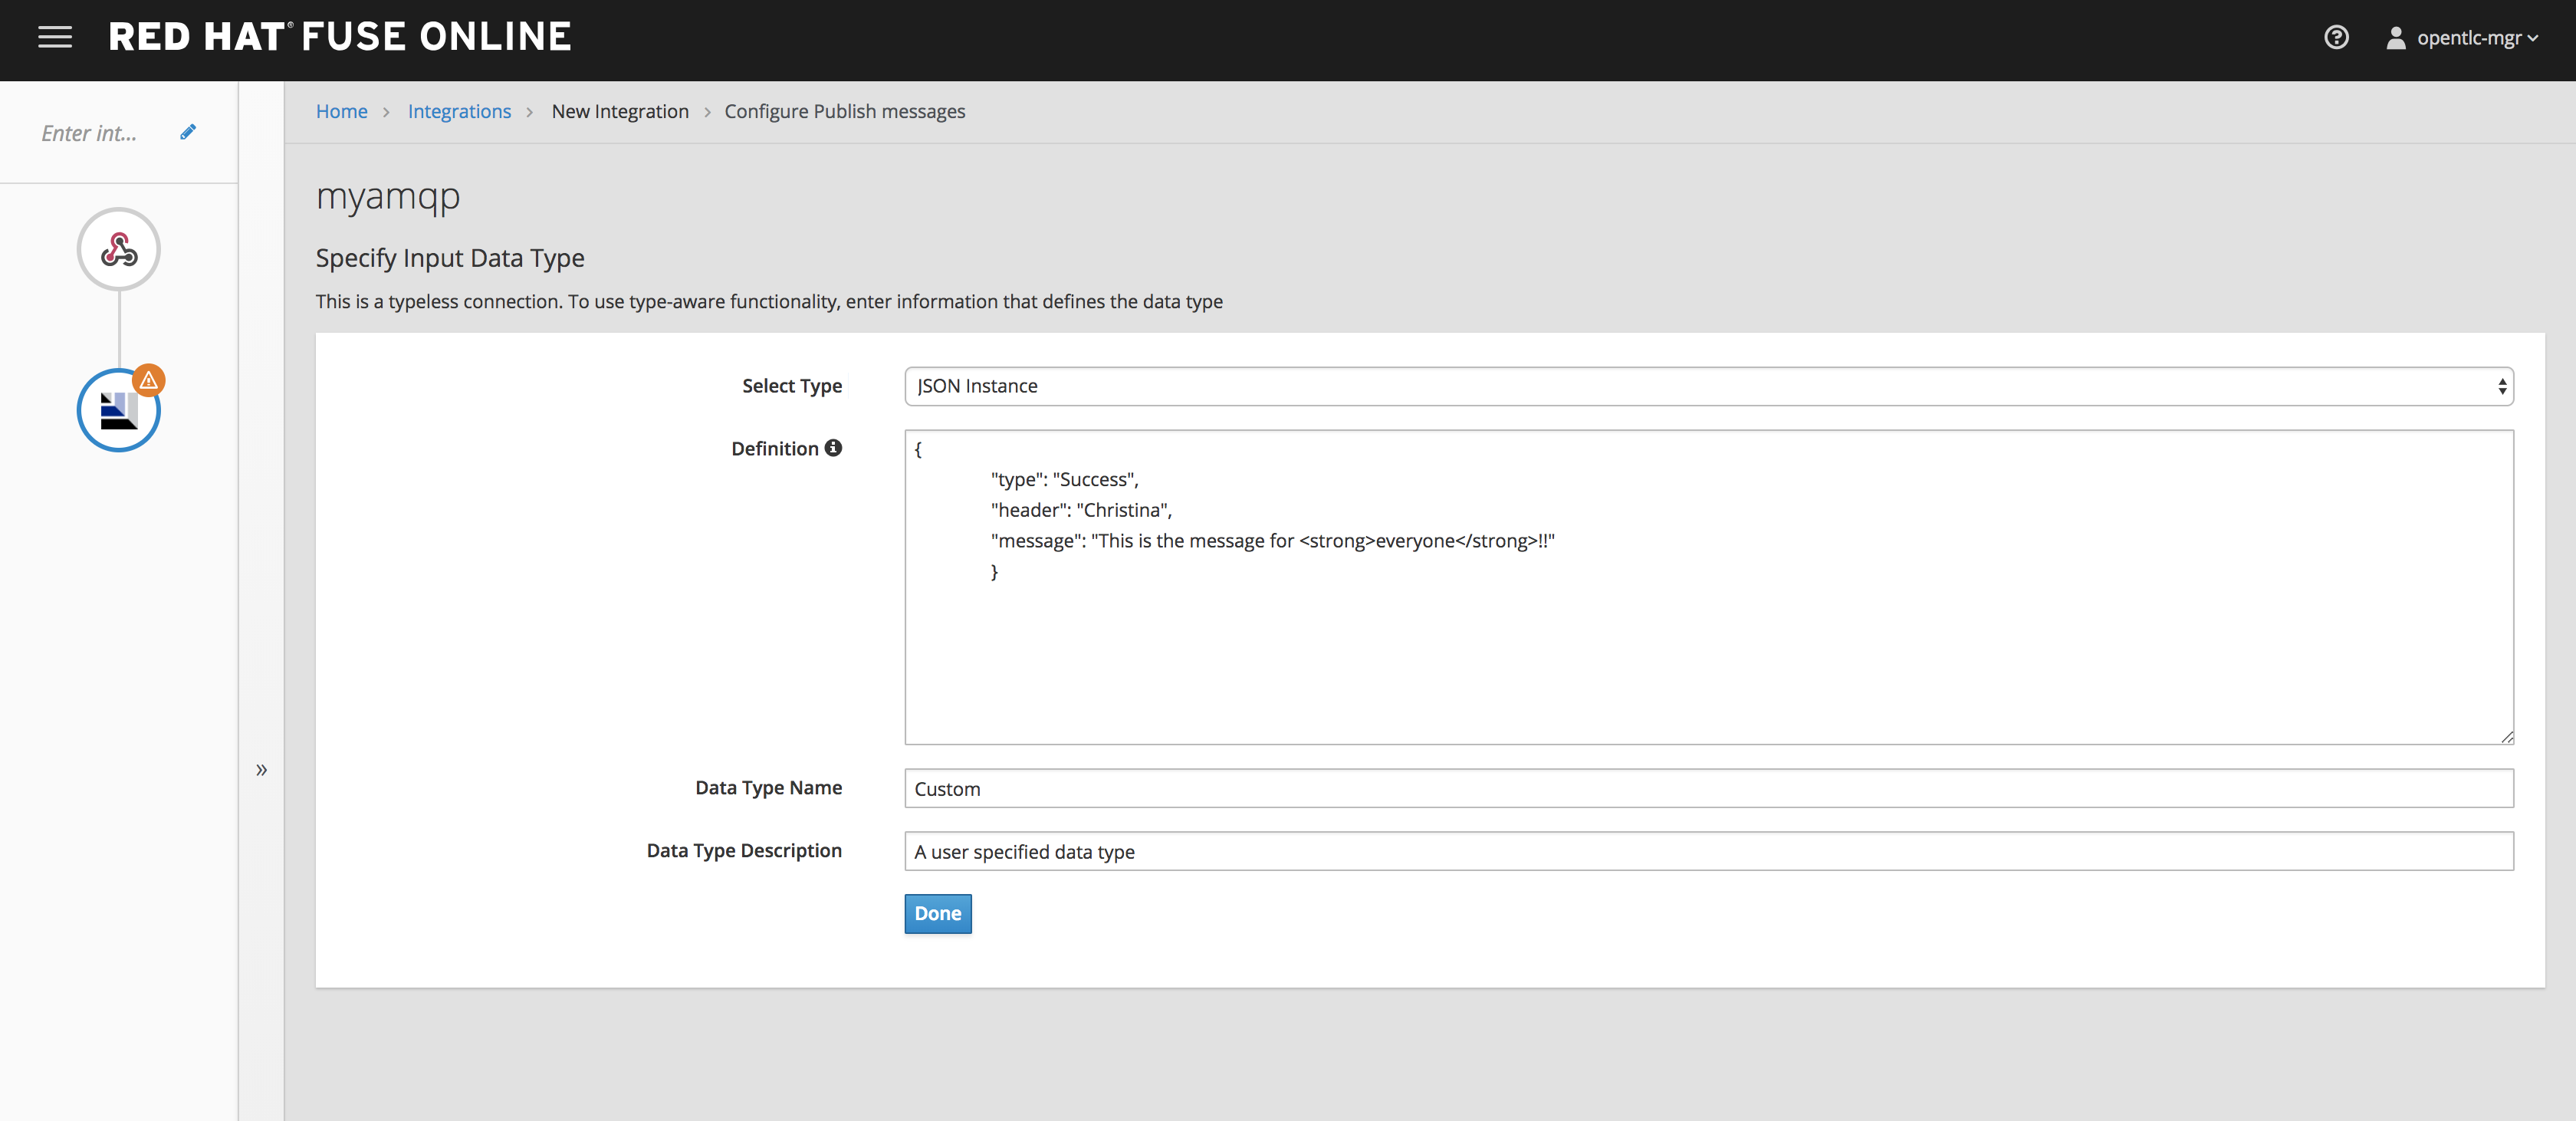 RED HAT® FUSE ONLINE
opentlc-mgr
Enter int...
Home > Integrations > New Integration > Configure Publish messages
myamqp
Specify Input Data Type
This is a typeless connection. To use type-aware functionality, enter information that defines the data type
Select Type
JSON Instance
Definition
{
"type": "Success",
"header": "Christina",
"message": "This is the message for <strong>everyone</strong>!!"
}
»
Data Type Name
Custom
Data Type Description
A user specified data type
Done